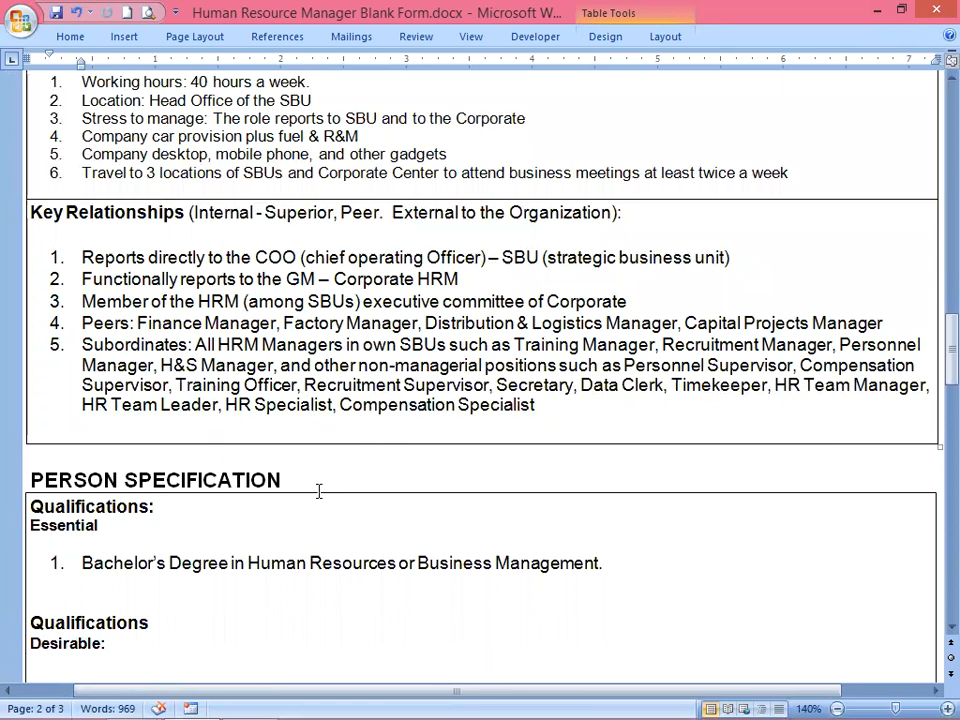 Human Resource Manager Blank Form.docx - Microsoft W...
Table Tools
Home Insert Page Layout References Mailings Review View Developer Design Layout
1 2 3 4 5 6 7
1. Working hours: 40 hours a week.
2. Location: Head Office of the SBU
3. Stress to manage: The role reports to SBU and to the Corporate
4. Company car provision plus fuel & R&M
5. Company desktop, mobile phone, and other gadgets
6. Travel to 3 locations of SBUs and Corporate Center to attend business meetings at least twice a week
Key Relationships (Internal - Superior, Peer. External to the Organization):
1. Reports directly to the COO (chief operating Officer) – SBU (strategic business unit)
2. Functionally reports to the GM – Corporate HRM
3. Member of the HRM (among SBUs) executive committee of Corporate
4. Peers: Finance Manager, Factory Manager, Distribution & Logistics Manager, Capital Projects Manager
5. Subordinates: All HRM Managers in own SBUs such as Training Manager, Recruitment Manager, Personnel
Manager, H&S Manager, and other non-managerial positions such as Personnel Supervisor, Compensation
Supervisor, Training Officer, Recruitment Supervisor, Secretary, Data Clerk, Timekeeper, HR Team Manager,
HR Team Leader, HR Specialist, Compensation Specialist
PERSON SPECIFICATION
Qualifications:
Essential
1. Bachelor's Degree in Human Resources or Business Management.
Qualifications
Desirable:
Page: 2 of 3 Words: 969 140%